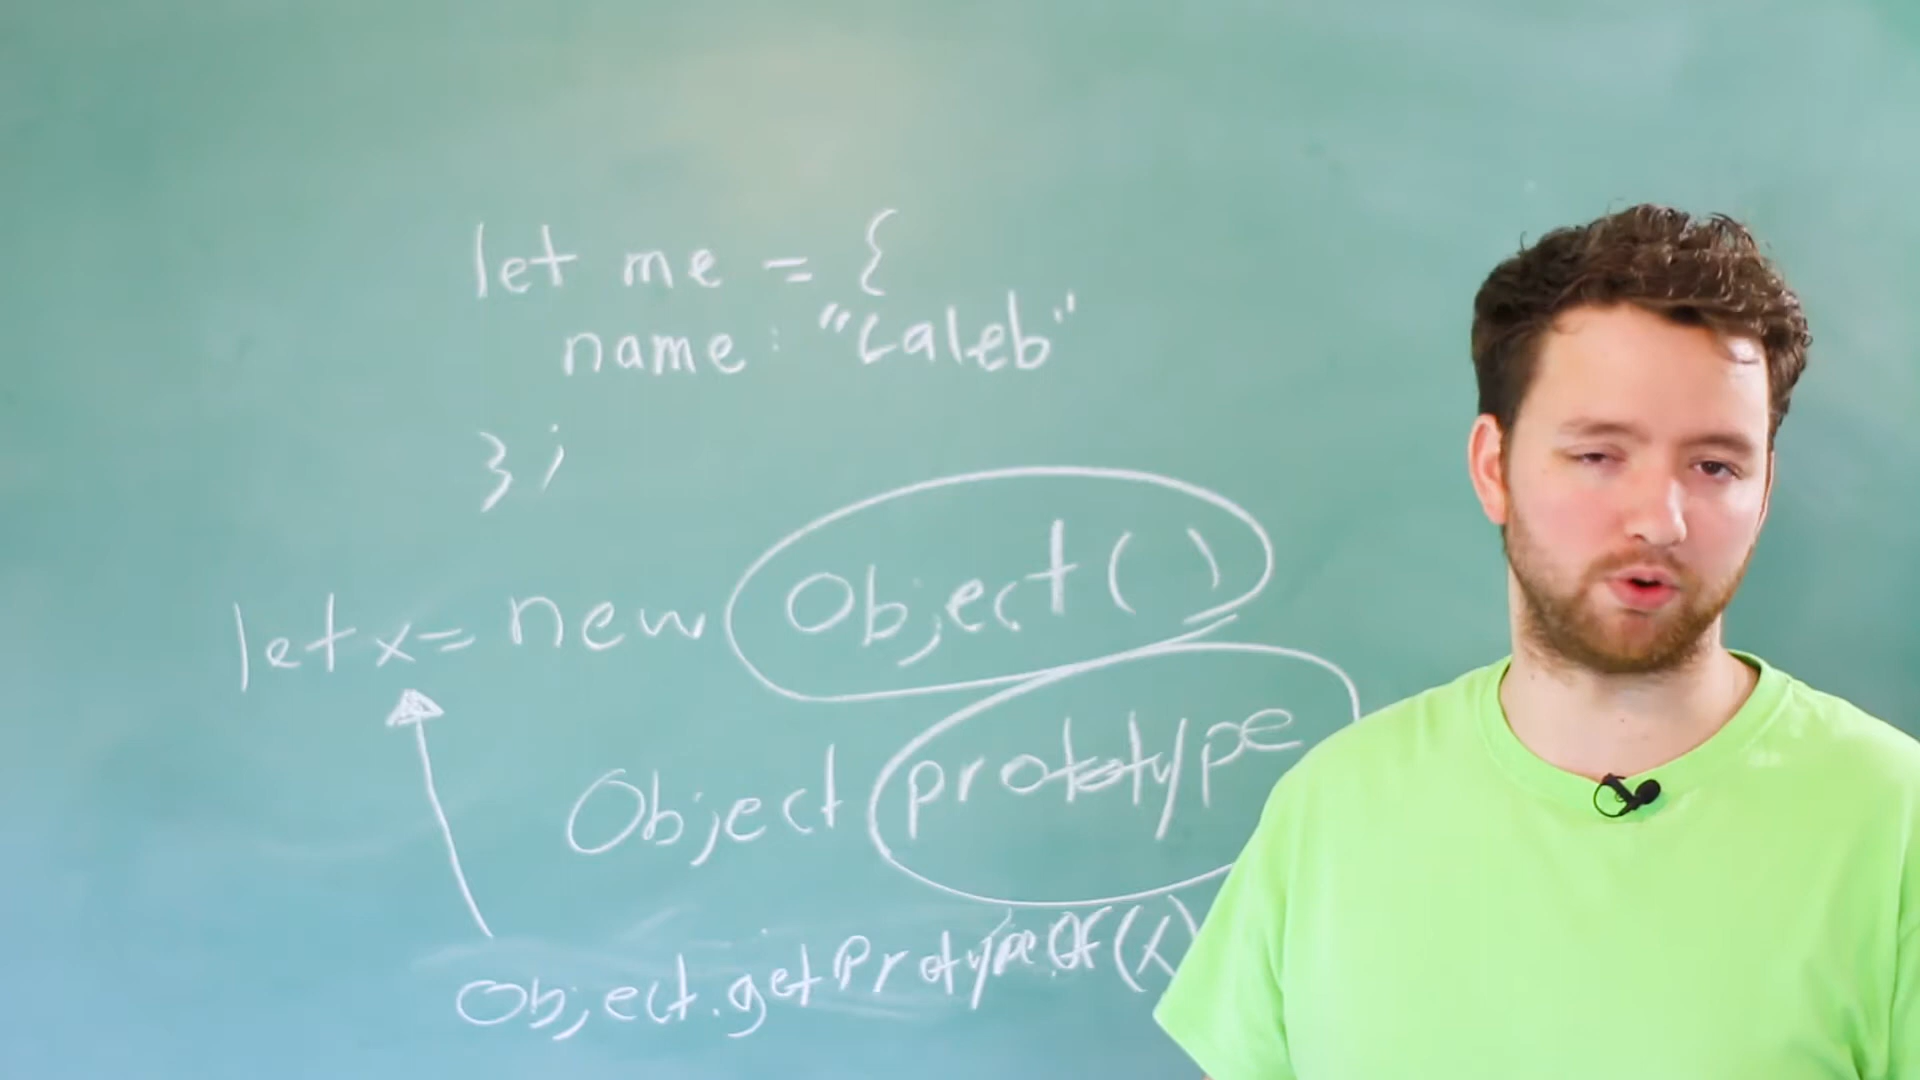 let me = {
name: "Caleb"
};
let x = new Object()
Object prototype
Object.getPrototypeOf(x)